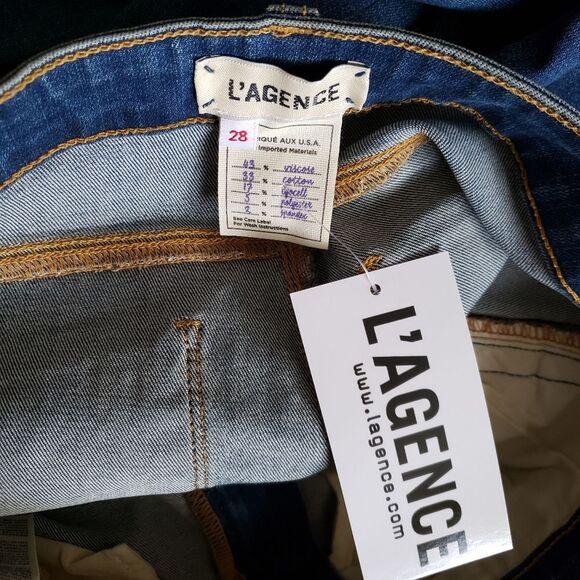 L'AGENCE
28
IQUÉ AUX U.S.A.
Imported Materials
43 % viscose
33 % cotton
17 % lyocell
5 % polyester
2 % spandex
See Care Label
For Wash Instructions
L'AGENCE
www.lagence.com